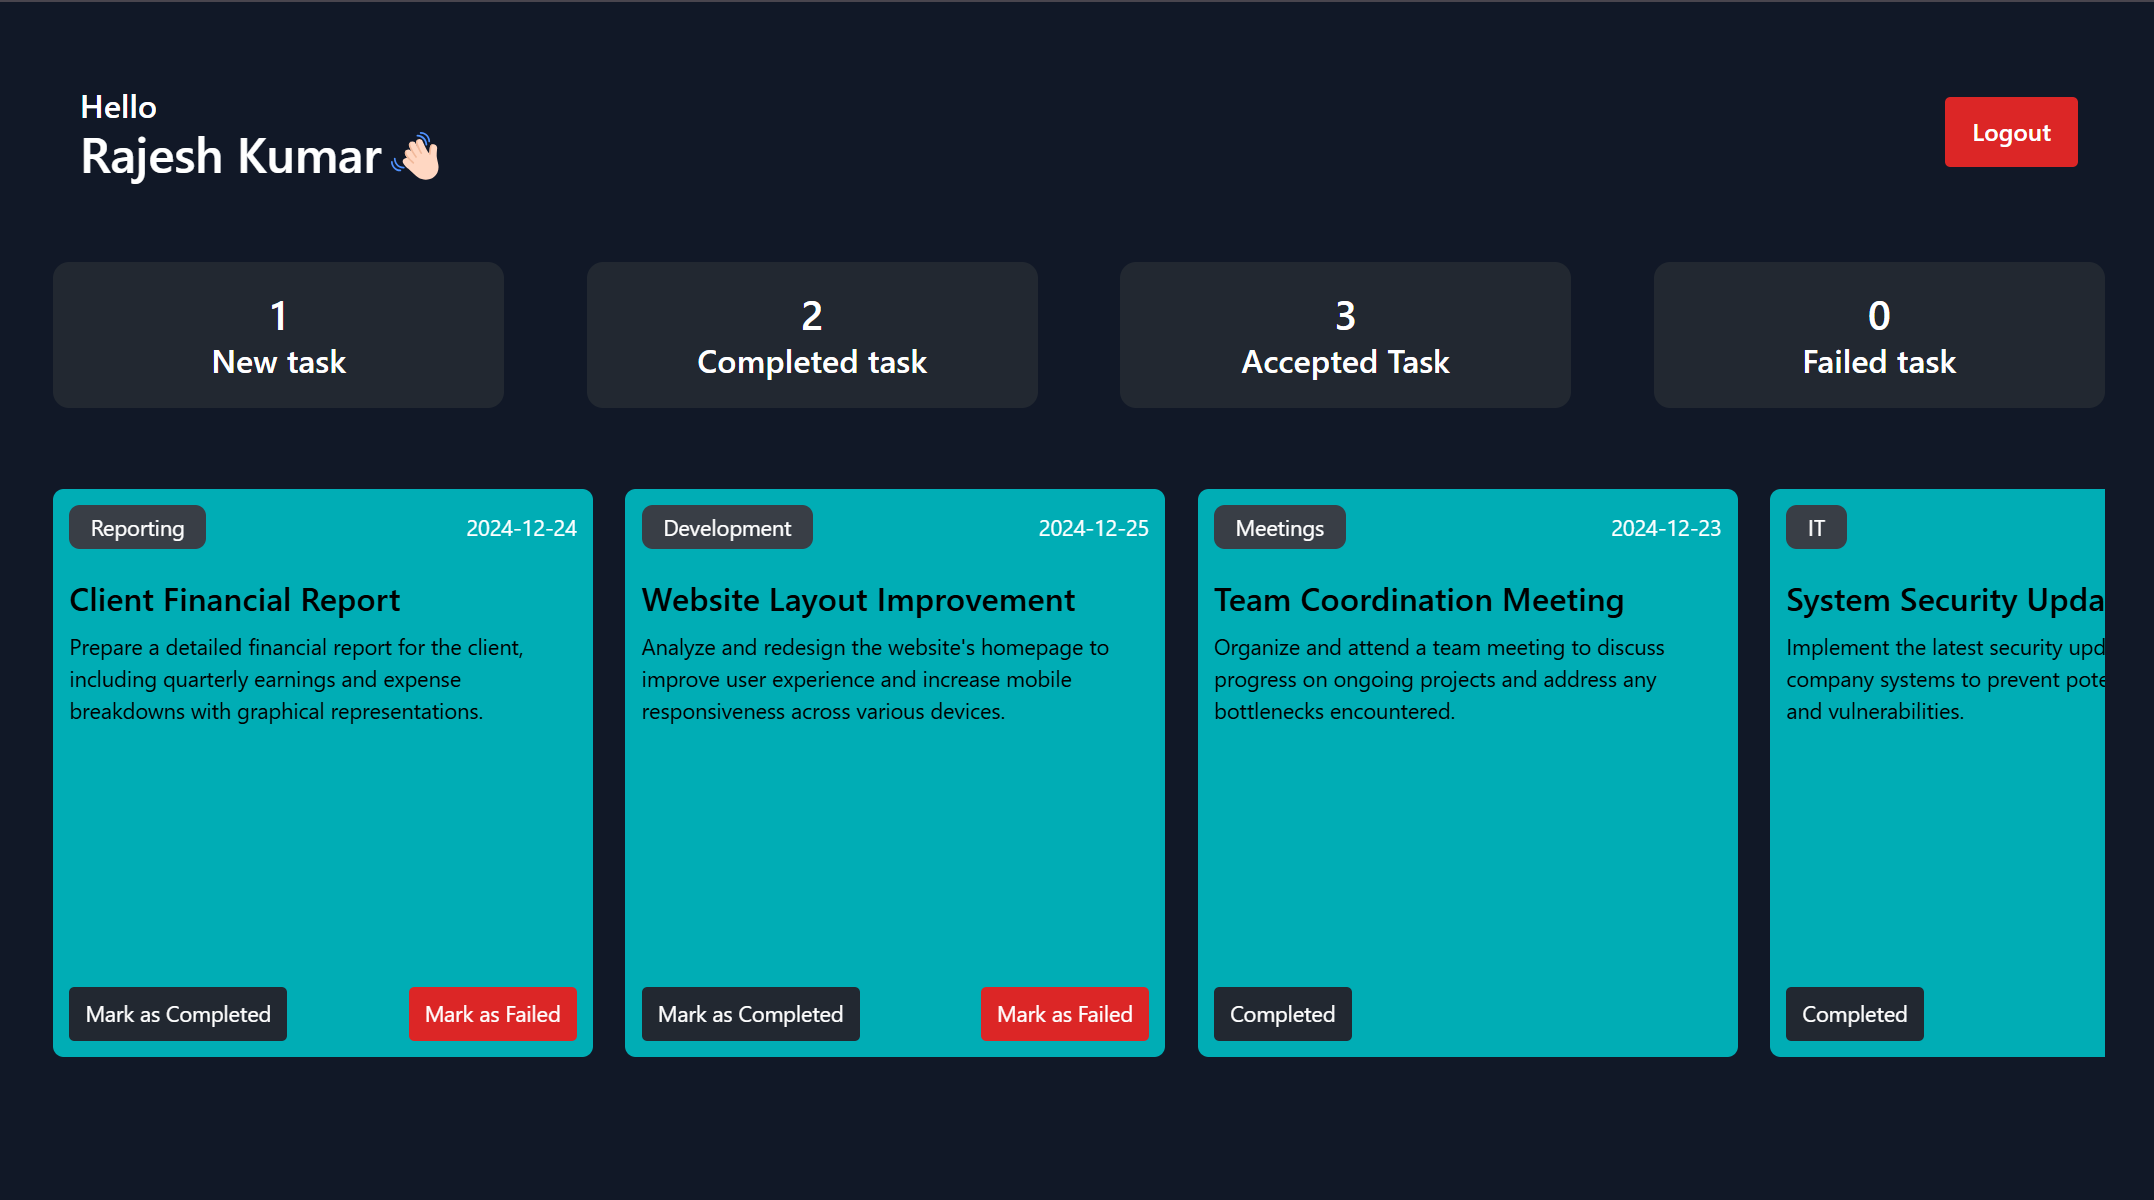 Hello
Rajesh Kumar 👋🏻
Logout
1
New task
2
Completed task
3
Accepted Task
0
Failed task
Reporting
2024-12-24
Client Financial Report
Prepare a detailed financial report for the client,
including quarterly earnings and expense
breakdowns with graphical representations.
Mark as Completed
Mark as Failed
Development
2024-12-25
Website Layout Improvement
Analyze and redesign the website's homepage to
improve user experience and increase mobile
responsiveness across various devices.
Mark as Completed
Mark as Failed
Meetings
2024-12-23
Team Coordination Meeting
Organize and attend a team meeting to discuss
progress on ongoing projects and address any
bottlenecks encountered.
Completed
IT
System Security Upda
Implement the latest security upd
company systems to prevent pote
and vulnerabilities.
Completed